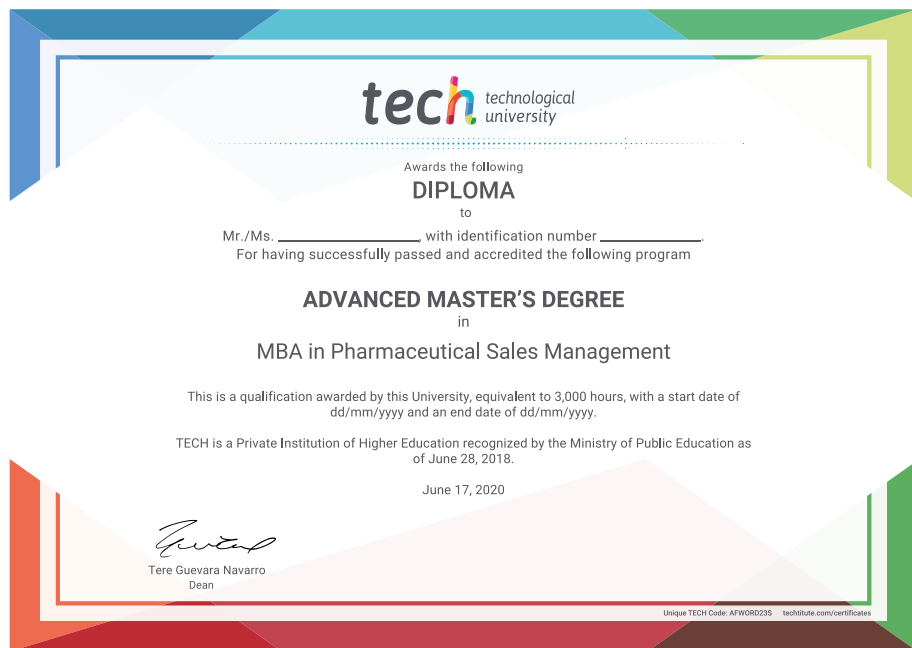 tech technological
university
Awards the following
DIPLOMA
to
Mr./Ms. ____________________, with identification number ______________.
For having successfully passed and accredited the following program
ADVANCED MASTER'S DEGREE
in
MBA in Pharmaceutical Sales Management
This is a qualification awarded by this University, equivalent to 3,000 hours, with a start date of
dd/mm/yyyy and an end date of dd/mm/yyyy.
TECH is a Private Institution of Higher Education recognized by the Ministry of Public Education as
of June 28, 2018.
June 17, 2020
Tere Guevara Navarro
Dean
Unique TECH Code: AFWORD23S techtitute.com/certificates